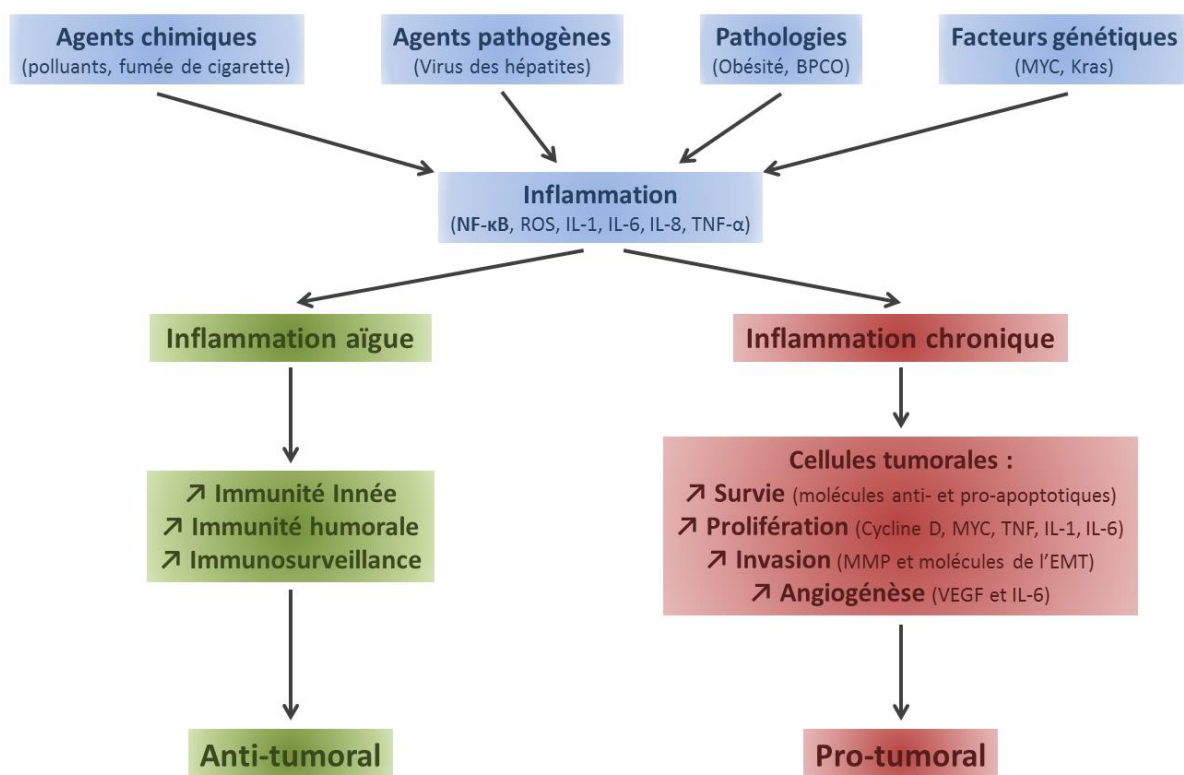 Agents chimiques
(polluants, fumée de cigarette)
Agents pathogènes
(Virus des hépatites)
Pathologies
(Obésité, BPCO)
Facteurs génétiques
(MYC, Kras)
Inflammation
(NF-κB, ROS, IL-1, IL-6, IL-8, TNF-α)
Inflammation aïgue
Inflammation chronique
↗ Immunité Innée
↗ Immunité humorale
↗ Immunosurveillance
Cellules tumorales :
↗ Survie (molécules anti- et pro-apoptotiques)
↗ Prolifération (Cycline D, MYC, TNF, IL-1, IL-6)
↗ Invasion (MMP et molécules de l'EMT)
↗ Angiogénèse (VEGF et IL-6)
Anti-tumoral
Pro-tumoral